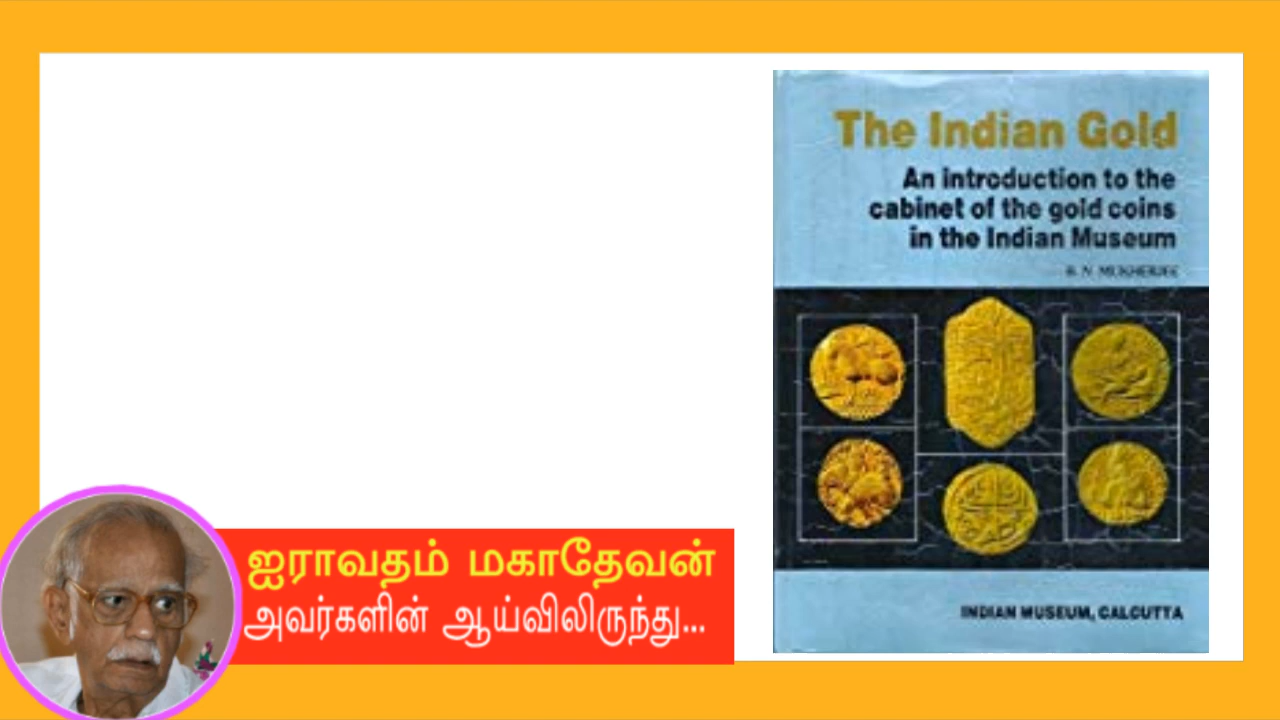 The Indian Gold
An introduction to the
cabinet of the gold coins
in the Indian Museum
B. N. MUKHERJEE
INDIAN MUSEUM, CALCUTTA
ஐராவதம் மகாதேவன்
அவர்களின் ஆய்விலிருந்து...